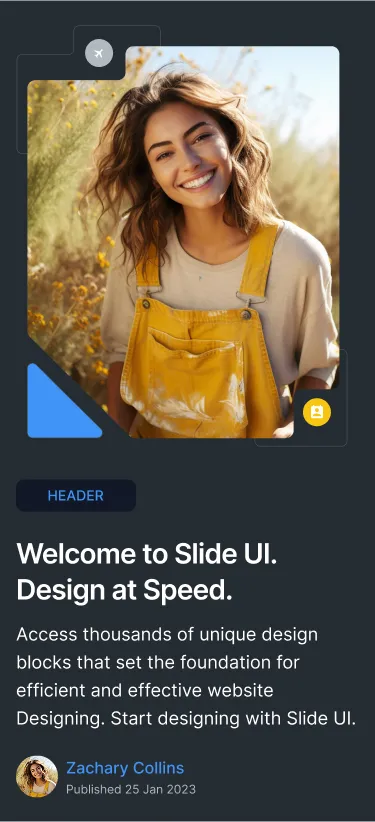 HEADER
Welcome to Slide UI.
Design at Speed.
Access thousands of unique design
blocks that set the foundation for
efficient and effective website
Designing. Start designing with Slide UI.
Zachary Collins
Published 25 Jan 2023